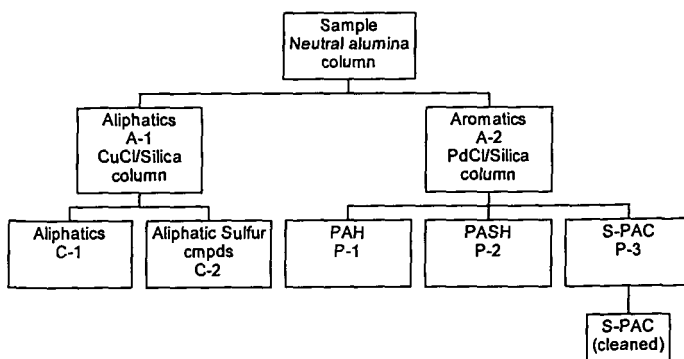 Sample
Neutral alumina
column
Aliphatics
A-1
CuCl/Silica
column
Aromatics
A-2
PdCl/Silica
column
Aliphatics
C-1
Aliphatic Sulfur
cmpds
C-2
PAH
P-1
PASH
P-2
S-PAC
P-3
S-PAC
(cleaned)